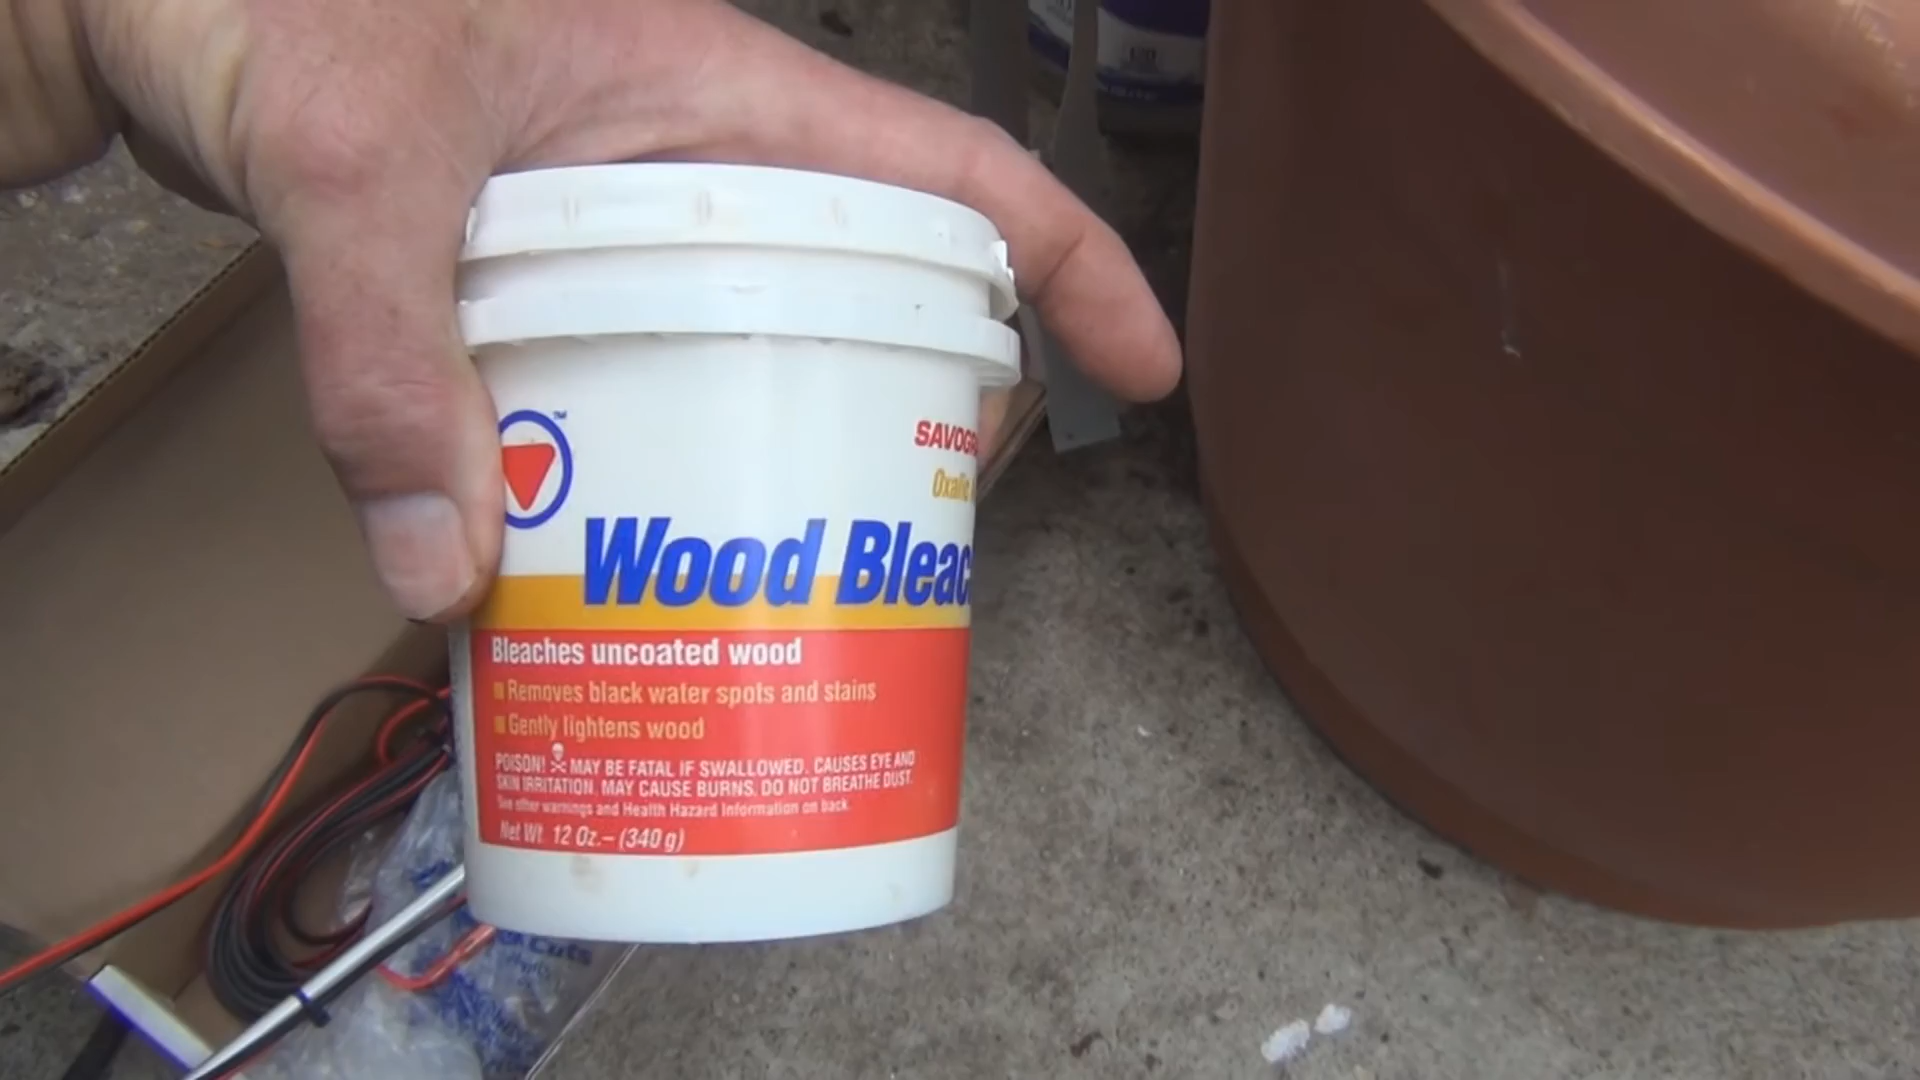 TM
SAVOGR
Oxalic
Wood Bleac
Bleaches uncoated wood
Removes black water spots and stains
Gently lightens wood
POISON! MAY BE FATAL IF SWALLOWED. CAUSES EYE AND
SKIN IRRITATION. MAY CAUSE BURNS. DO NOT BREATHE DUST.
See other warnings and Health Hazard Information on back.
Net Wt. 12 Oz.– (340 g)